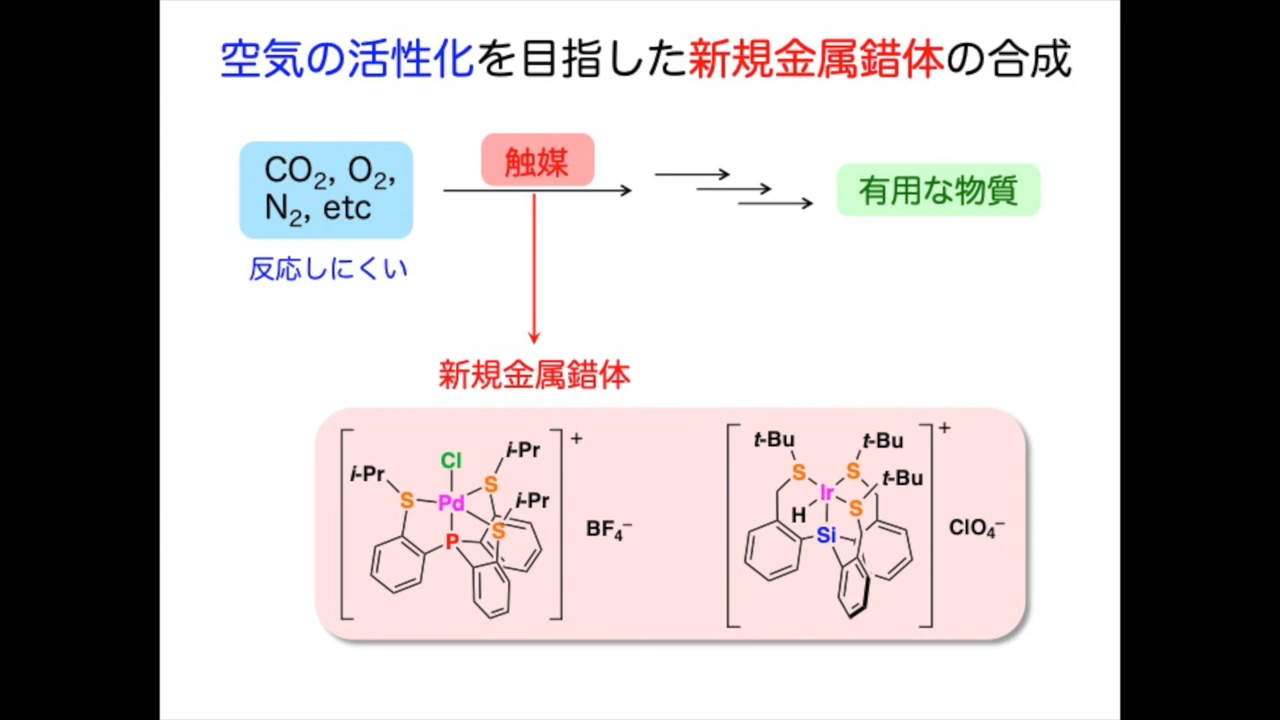 空気の活性化を目指した新規金属錯体の合成
CO₂, O₂,
N₂, etc
触媒
有用な物質
反応しにくい
新規金属錯体
i-Pr
Cl
i-Pr
S
Pd
S
i-Pr
S
P
+
BF₄⁻
t-Bu
t-Bu
S
S
t-Bu
Ir
H
S
Si
+
ClO₄⁻